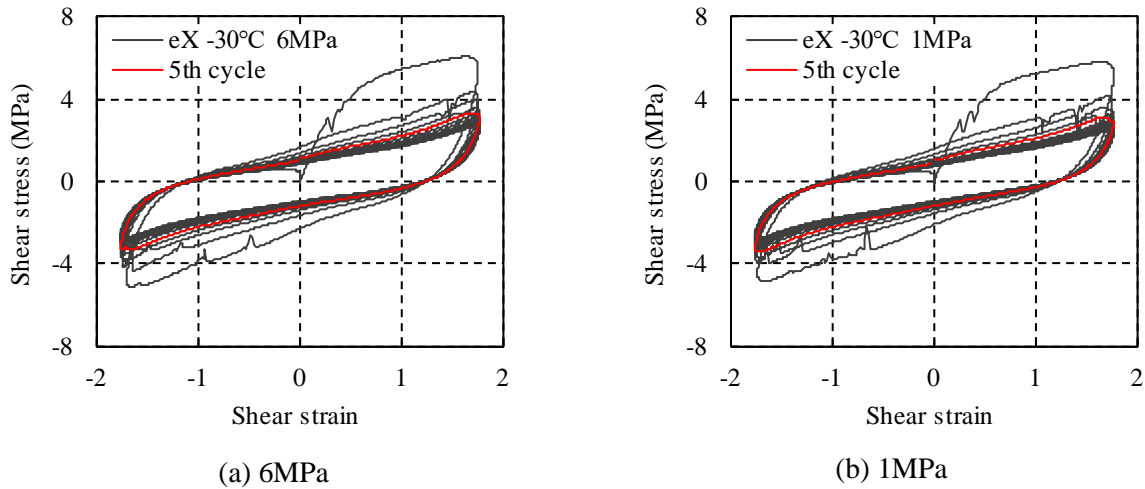 8
4
0
-4
-8
Shear stress (MPa)
eX -30°C 6MPa
5th cycle
-2 -1 0 1 2
Shear strain
(a) 6MPa
8
4
0
-4
-8
Shear stress (MPa)
eX -30°C 1MPa
5th cycle
-2 -1 0 1 2
Shear strain
(b) 1MPa